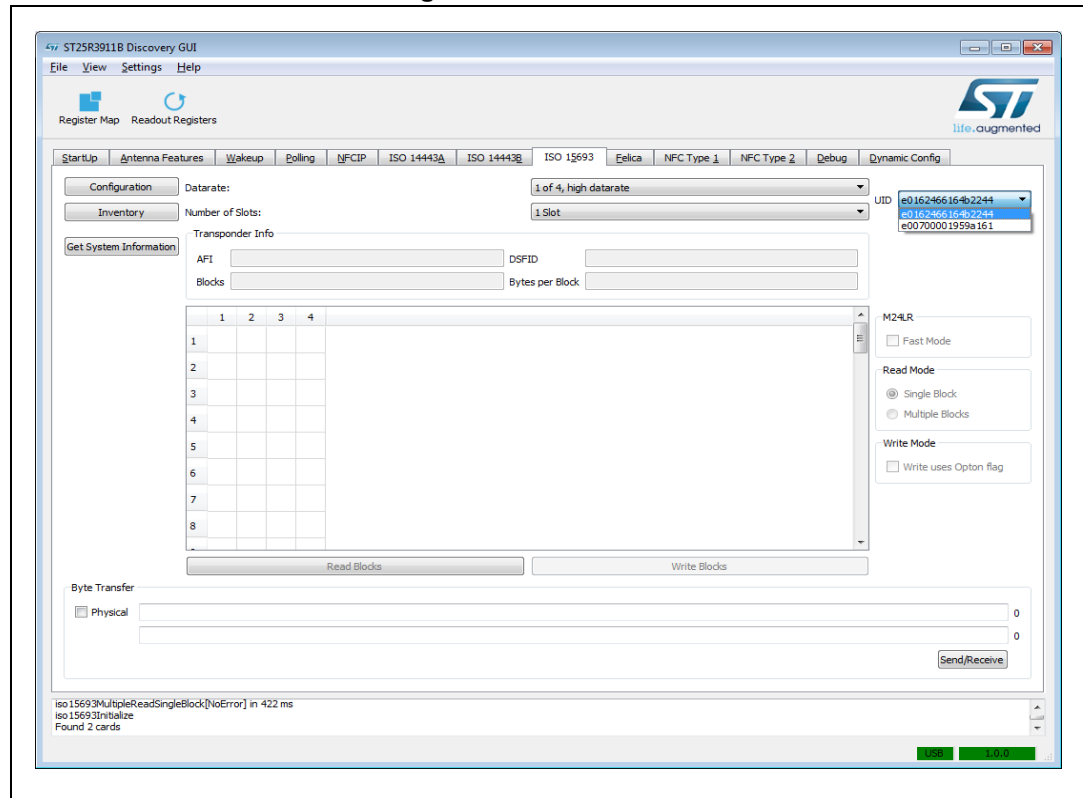 ST25R3911B Discovery GUI
File View Settings Help
Register Map Readout Registers
life.augmented
StartUp Antenna Features Wakeup Polling NFCIP ISO 14443A ISO 14443B ISO 15693 Felica NFC Type 1 NFC Type 2 Debug Dynamic Config
Configuration Datarate: 1 of 4, high datarate
UID e0162466164b2244
Inventory Number of Slots: 1 Slot
e0162466164b2244
e00700001959a161
Get System Information
Transponder Info
AFI DSFID
Blocks Bytes per Block
1 2 3 4
1
2
3
4
5
6
7
8
M24LR
Fast Mode
Read Mode
Single Block
Multiple Blocks
Write Mode
Write uses Opton flag
Read Blocks Write Blocks
Byte Transfer
Physical 0
0
Send/Receive
iso15693MultipleReadSingleBlock[NoError] in 422 ms
iso15693Initialize
Found 2 cards
USB 1.0.0